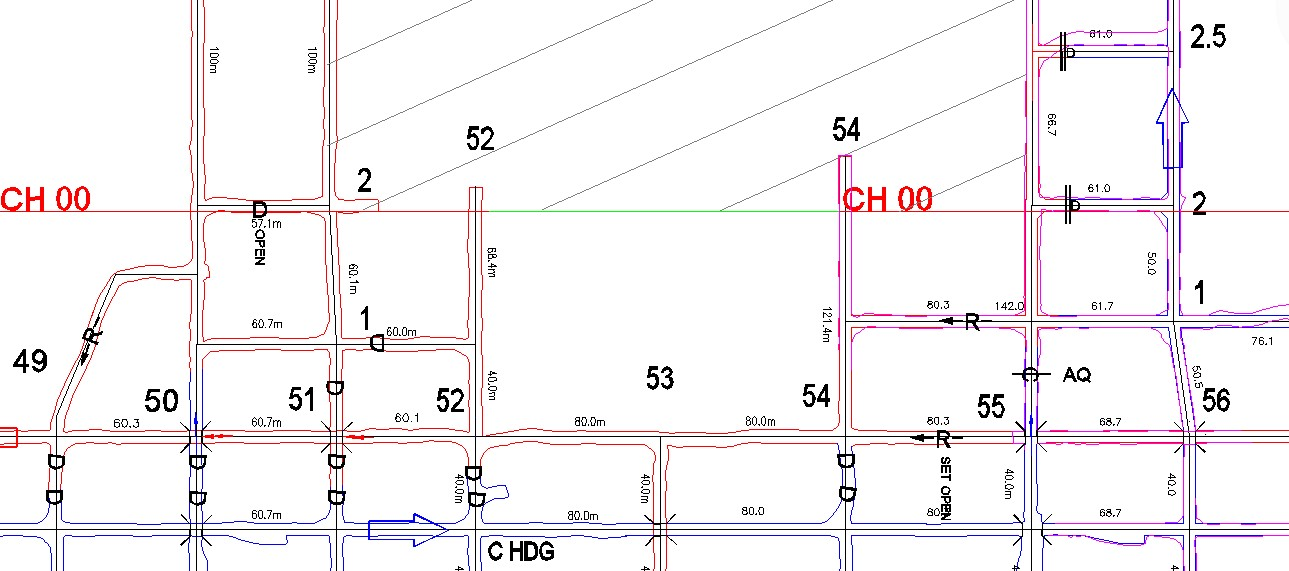 61.0
2.5
D
100m
100m
66.7
54
52
2
CH 00
CH 00
61.0
D
2
D
57.1m
OPEN
60.1m
68.4m
50.0
1
80.3
142.0
61.7
R
121.4m
76.1
60.7m
1
60.0m
D
R
49
AQ
50.5
53
40.0m
D
50
51
52
54
55
56
60.3
60.7m
60.1
80.0m
80.0m
80.3
68.7
R
SET OPEN
D
D
D
D
D
40.0m
40.0m
40.0m
40.0
D
D
D
D
D
60.7m
80.0m
80.0
80
68.7
C HDG